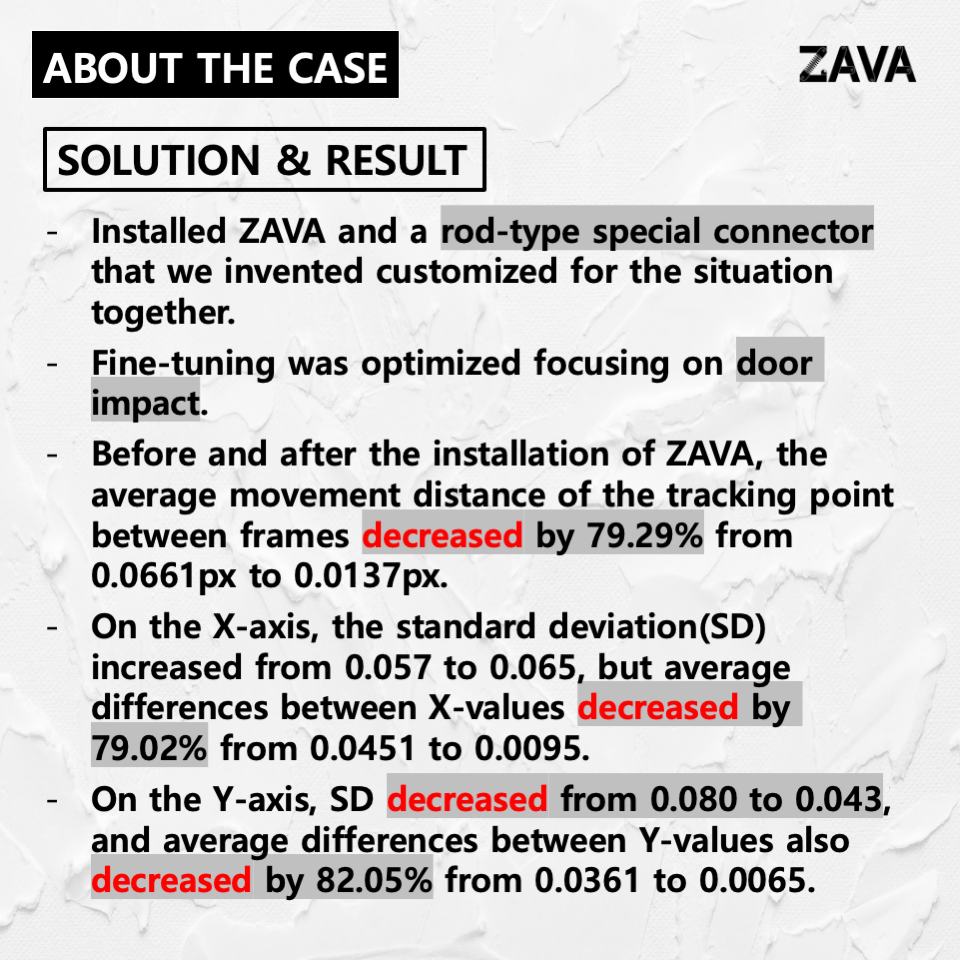 ABOUT THE CASE
ZAVA
SOLUTION & RESULT
- Installed ZAVA and a rod-type special connector
that we invented customized for the situation
together.
- Fine-tuning was optimized focusing on door
impact.
- Before and after the installation of ZAVA, the
average movement distance of the tracking point
between frames decreased by 79.29% from
0.0661px to 0.0137px.
- On the X-axis, the standard deviation(SD)
increased from 0.057 to 0.065, but average
differences between X-values decreased by
79.02% from 0.0451 to 0.0095.
- On the Y-axis, SD decreased from 0.080 to 0.043,
and average differences between Y-values also
decreased by 82.05% from 0.0361 to 0.0065.